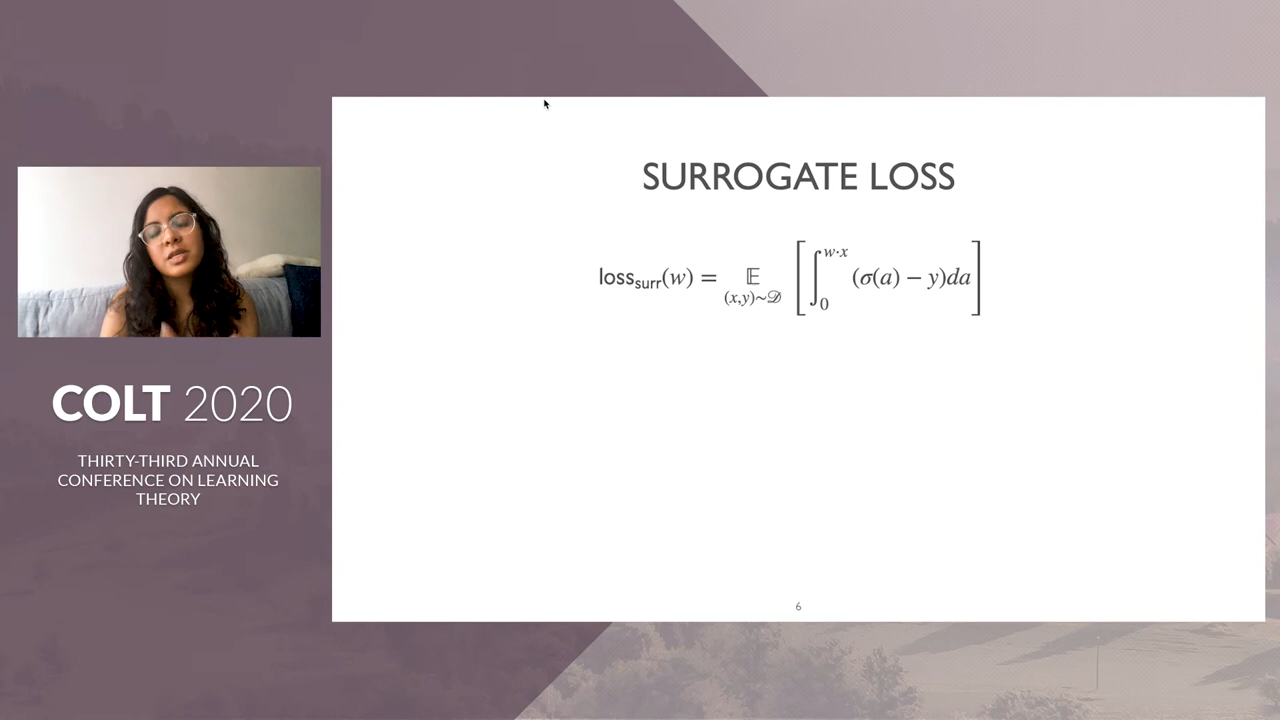 SURROGATE LOSS
loss_surr(w) = 𝔼_{(x,y)∼𝒟} [ ∫_0^{w·x} (σ(a) − y)da ]
6
COLT 2020
THIRTY-THIRD ANNUAL
CONFERENCE ON LEARNING
THEORY